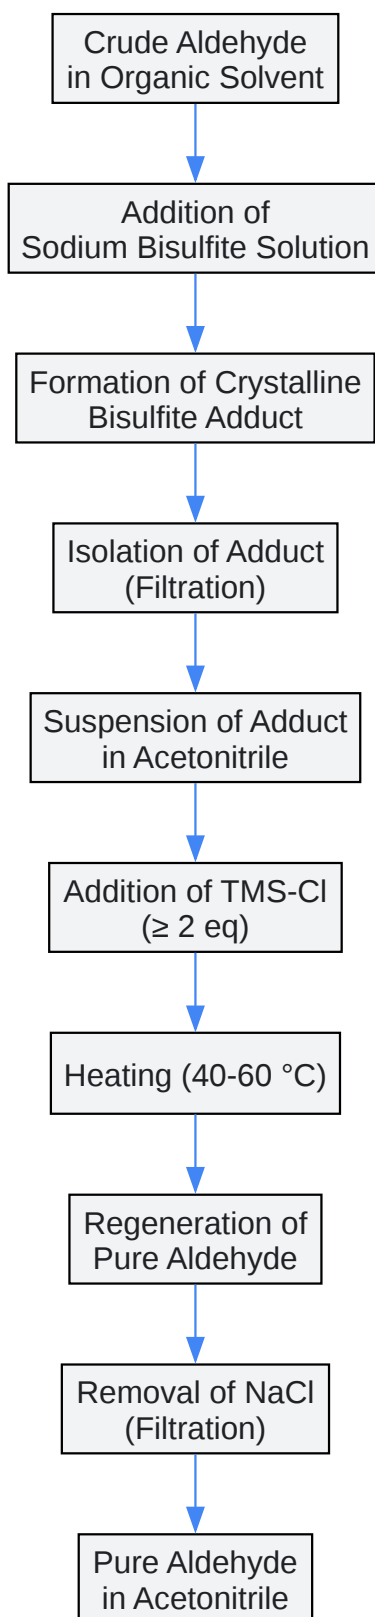 Crude Aldehyde
in Organic Solvent
Addition of
Sodium Bisulfite Solution
Formation of Crystalline
Bisulfite Adduct
Isolation of Adduct
(Filtration)
Suspension of Adduct
in Acetonitrile
Addition of TMS-Cl
(≥ 2 eq)
Heating (40-60 °C)
Regeneration of
Pure Aldehyde
Removal of NaCl
(Filtration)
Pure Aldehyde
in Acetonitrile